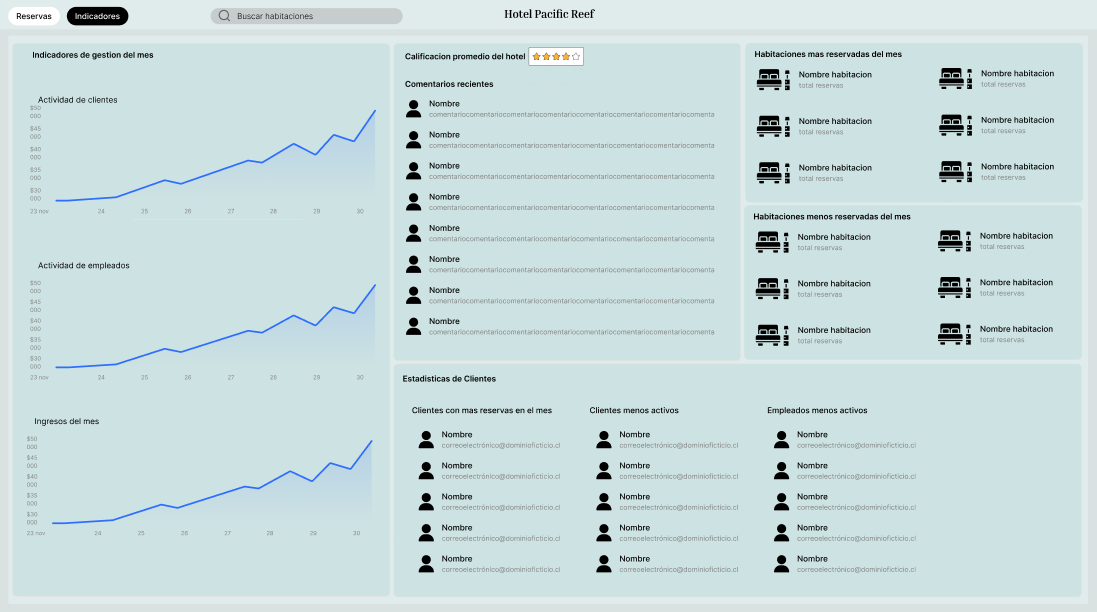 Reservas
Indicadores
Buscar habitaciones
Hotel Pacific Reef
Indicadores de gestion del mes
Actividad de clientes
$50
000
$45
000
$40
000
$35
000
$30
000
23 nov 24 25 26 27 28 29 30
Actividad de empleados
$50
000
$45
000
$40
000
$35
000
$30
000
23 nov 24 25 26 27 28 29 30
Ingresos del mes
$50
000
$45
000
$40
000
$35
000
$30
000
23 nov 24 25 26 27 28 29 30
Calificacion promedio del hotel
Comentarios recientes
Nombre
comentariocomentariocomentariocomentariocomentariocomentariocomenta
Nombre
comentariocomentariocomentariocomentariocomentariocomentariocomenta
Nombre
comentariocomentariocomentariocomentariocomentariocomentariocomenta
Nombre
comentariocomentariocomentariocomentariocomentariocomentariocomenta
Nombre
comentariocomentariocomentariocomentariocomentariocomentariocomenta
Nombre
comentariocomentariocomentariocomentariocomentariocomentariocomenta
Nombre
comentariocomentariocomentariocomentariocomentariocomentariocomenta
Nombre
comentariocomentariocomentariocomentariocomentariocomentariocomenta
Habitaciones mas reservadas del mes
Nombre habitacion
total reservas
Nombre habitacion
total reservas
Nombre habitacion
total reservas
Nombre habitacion
total reservas
Nombre habitacion
total reservas
Nombre habitacion
total reservas
Habitaciones menos reservadas del mes
Nombre habitacion
total reservas
Nombre habitacion
total reservas
Nombre habitacion
total reservas
Nombre habitacion
total reservas
Nombre habitacion
total reservas
Nombre habitacion
total reservas
Estadisticas de Clientes
Clientes con mas reservas en el mes
Nombre
correoelectrónico@dominioficticio.cl
Nombre
correoelectrónico@dominioficticio.cl
Nombre
correoelectrónico@dominioficticio.cl
Nombre
correoelectrónico@dominioficticio.cl
Nombre
correoelectrónico@dominioficticio.cl
Clientes menos activos
Nombre
correoelectrónico@dominioficticio.cl
Nombre
correoelectrónico@dominioficticio.cl
Nombre
correoelectrónico@dominioficticio.cl
Nombre
correoelectrónico@dominioficticio.cl
Nombre
correoelectrónico@dominioficticio.cl
Empleados menos activos
Nombre
correoelectrónico@dominioficticio.cl
Nombre
correoelectrónico@dominioficticio.cl
Nombre
correoelectrónico@dominioficticio.cl
Nombre
correoelectrónico@dominioficticio.cl
Nombre
correoelectrónico@dominioficticio.cl